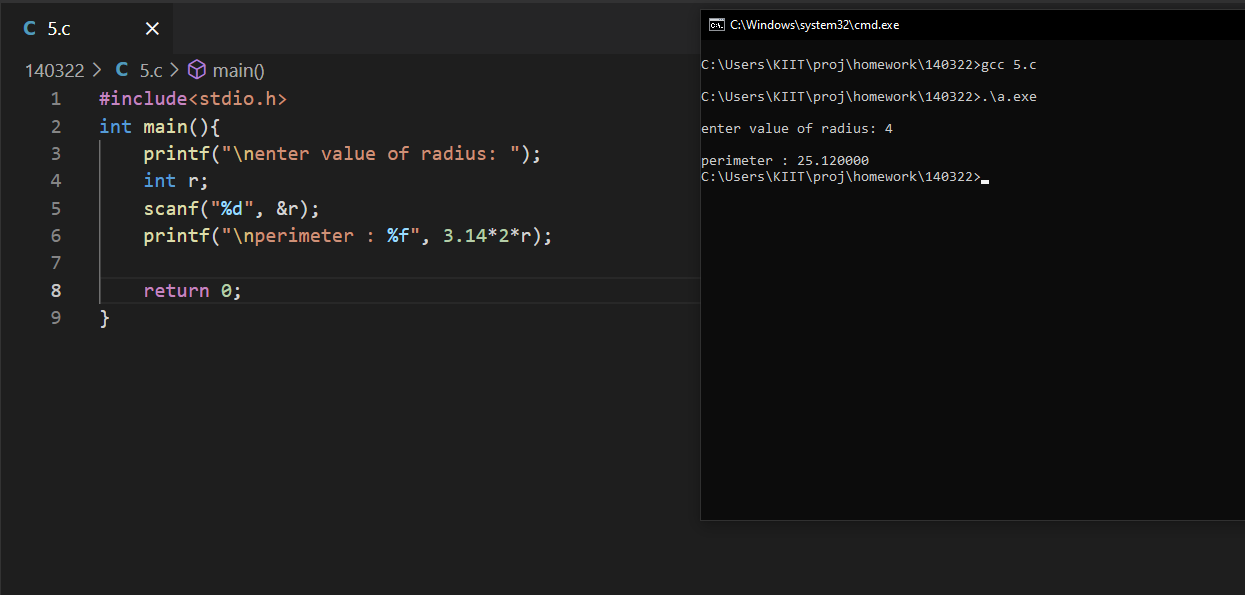 C 5.c ×
140322 > C 5.c > main()
1 #include<stdio.h>
2 int main(){
3     printf("\nenter value of radius: ");
4     int r;
5     scanf("%d", &r);
6     printf("\nperimeter : %f", 3.14*2*r);
7
8     return 0;
9 }
C:\Windows\system32\cmd.exe
C:\Users\KIIT\proj\homework\140322>gcc 5.c
C:\Users\KIIT\proj\homework\140322>.\a.exe
enter value of radius: 4
perimeter : 25.120000
C:\Users\KIIT\proj\homework\140322>